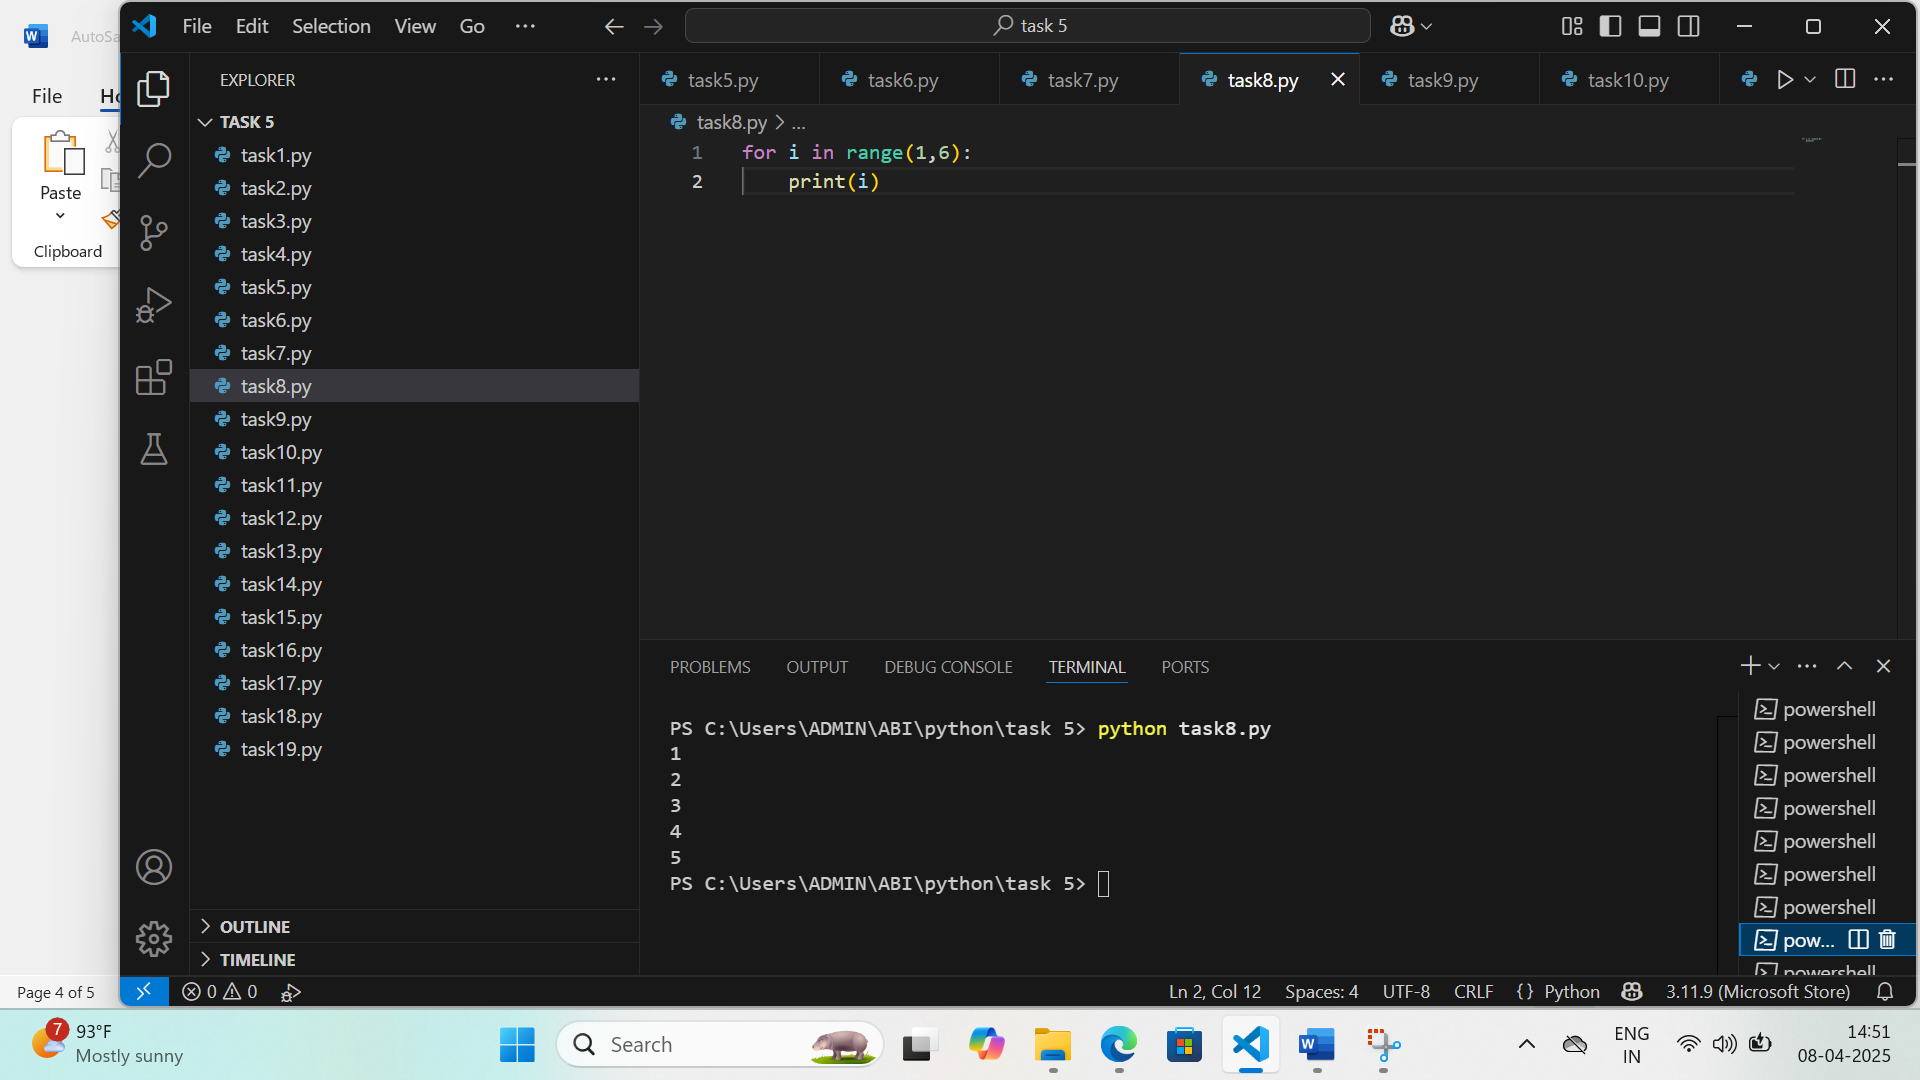 AutoSa
File
Ho
Paste
Clipboard
Page 4 of 5
File Edit Selection View Go ···
task 5
EXPLORER
TASK 5
task1.py
task2.py
task3.py
task4.py
task5.py
task6.py
task7.py
task8.py
task9.py
task10.py
task11.py
task12.py
task13.py
task14.py
task15.py
task16.py
task17.py
task18.py
task19.py
OUTLINE
TIMELINE
task5.py task6.py task7.py task8.py task9.py task10.py
task8.py > ...
1 for i in range(1,6):
2     print(i)
PROBLEMS OUTPUT DEBUG CONSOLE TERMINAL PORTS
PS C:\Users\ADMIN\ABI\python\task 5> python task8.py
1
2
3
4
5
PS C:\Users\ADMIN\ABI\python\task 5>
powershell
powershell
powershell
powershell
powershell
powershell
powershell
pow...
powershell
0 0 Ln 2, Col 12 Spaces: 4 UTF-8 CRLF {} Python 3.11.9 (Microsoft Store)
7
93°F
Mostly sunny
Search
ENG
IN
14:51
08-04-2025